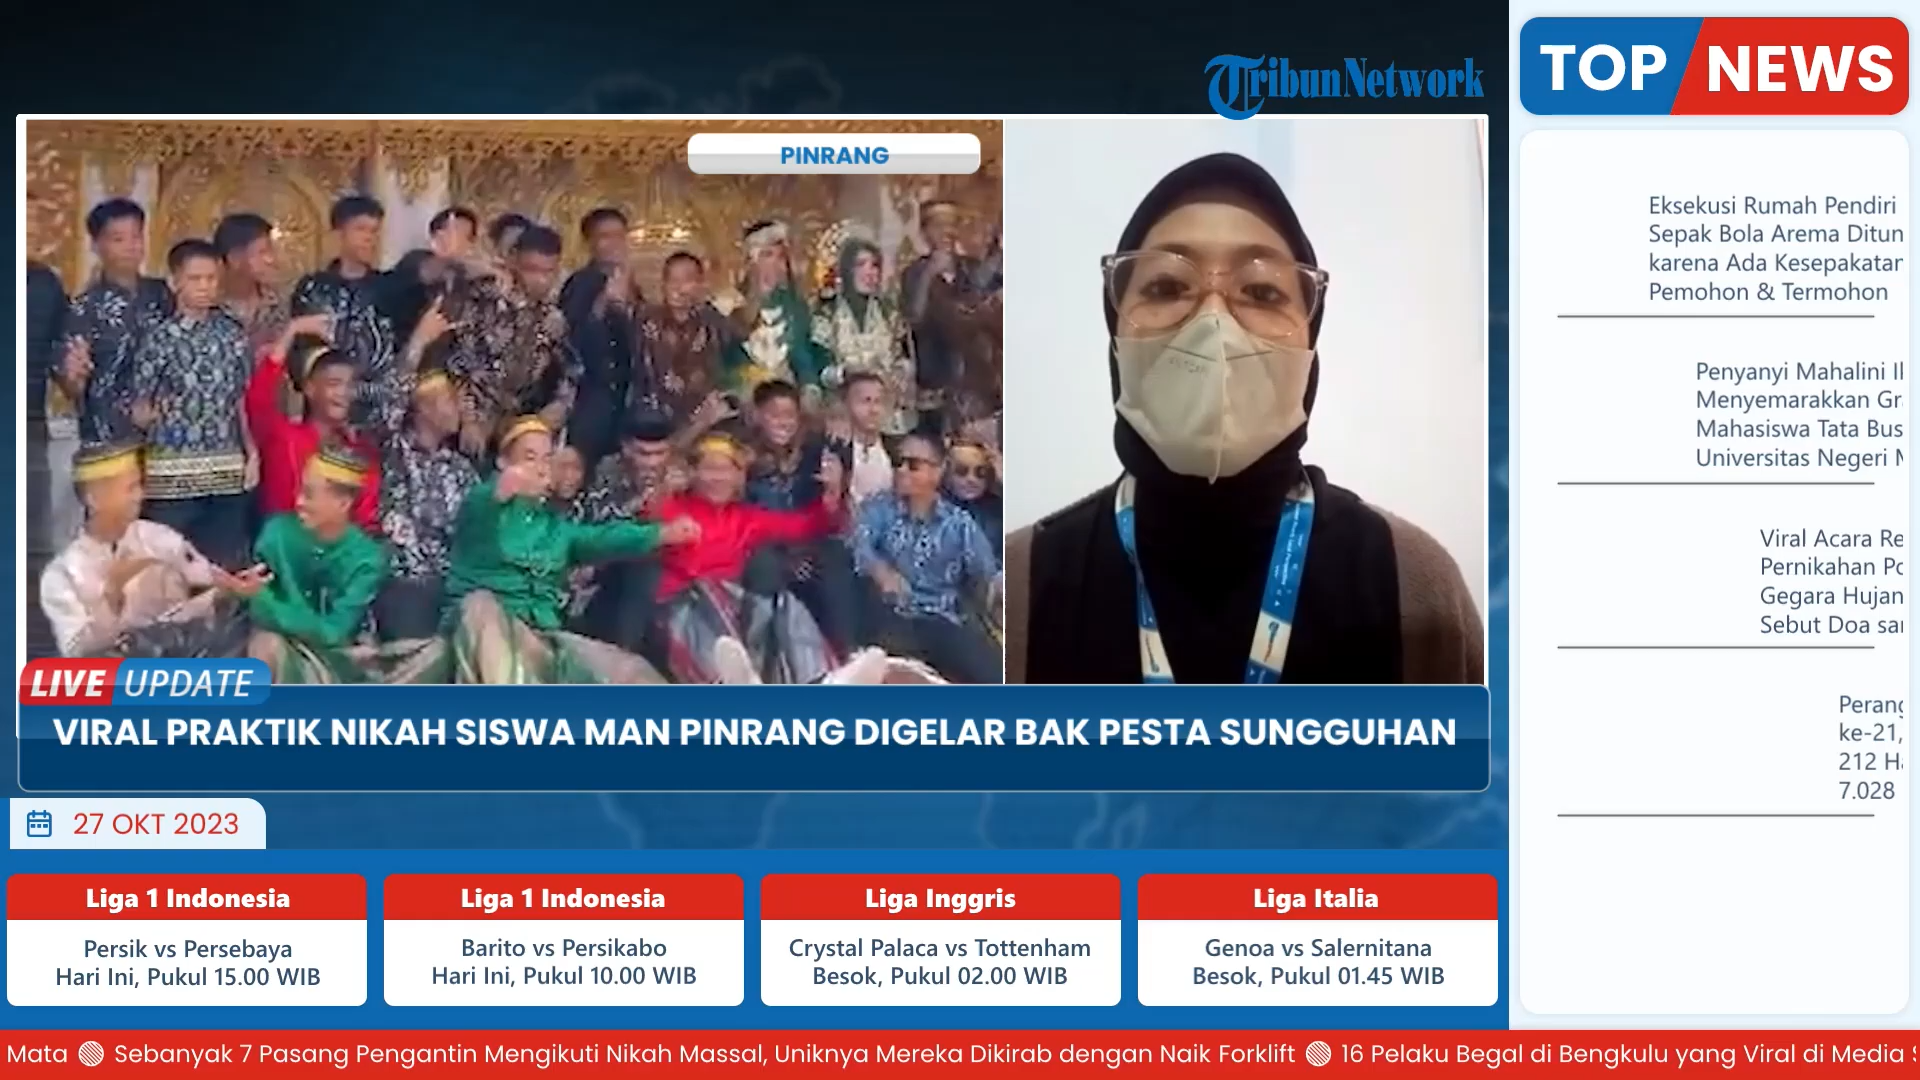 TribunNetwork
TOP NEWS
PINRANG
Eksekusi Rumah Pendiri
Sepak Bola Arema Ditun
karena Ada Kesepakatan
Pemohon & Termohon
Penyanyi Mahalini
Menyemarakkan
Mahasiswa Tata Bus
Universitas Negeri
Viral Acara Re
Pernikahan
Gegara Hujan
Sebut Doa
Perang
ke-21,
212
7.028
LIVE UPDATE
VIRAL PRAKTIK NIKAH SISWA MAN PINRANG DIGELAR BAK PESTA SUNGGUHAN
27 OKT 2023
Liga 1 Indonesia
Persik vs Persebaya
Hari Ini, Pukul 15.00 WIB
Liga 1 Indonesia
Barito vs Persikabo
Hari Ini, Pukul 10.00 WIB
Liga Inggris
Crystal Palaca vs Tottenham
Besok, Pukul 02.00 WIB
Liga Italia
Genoa vs Salernitana
Besok, Pukul 01.45 WIB
Mata Sebanyak 7 Pasang Pengantin Mengikuti Nikah Massal, Uniknya Mereka Dikirab dengan Naik Forklift 16 Pelaku Begal di Bengkulu yang Viral di Media